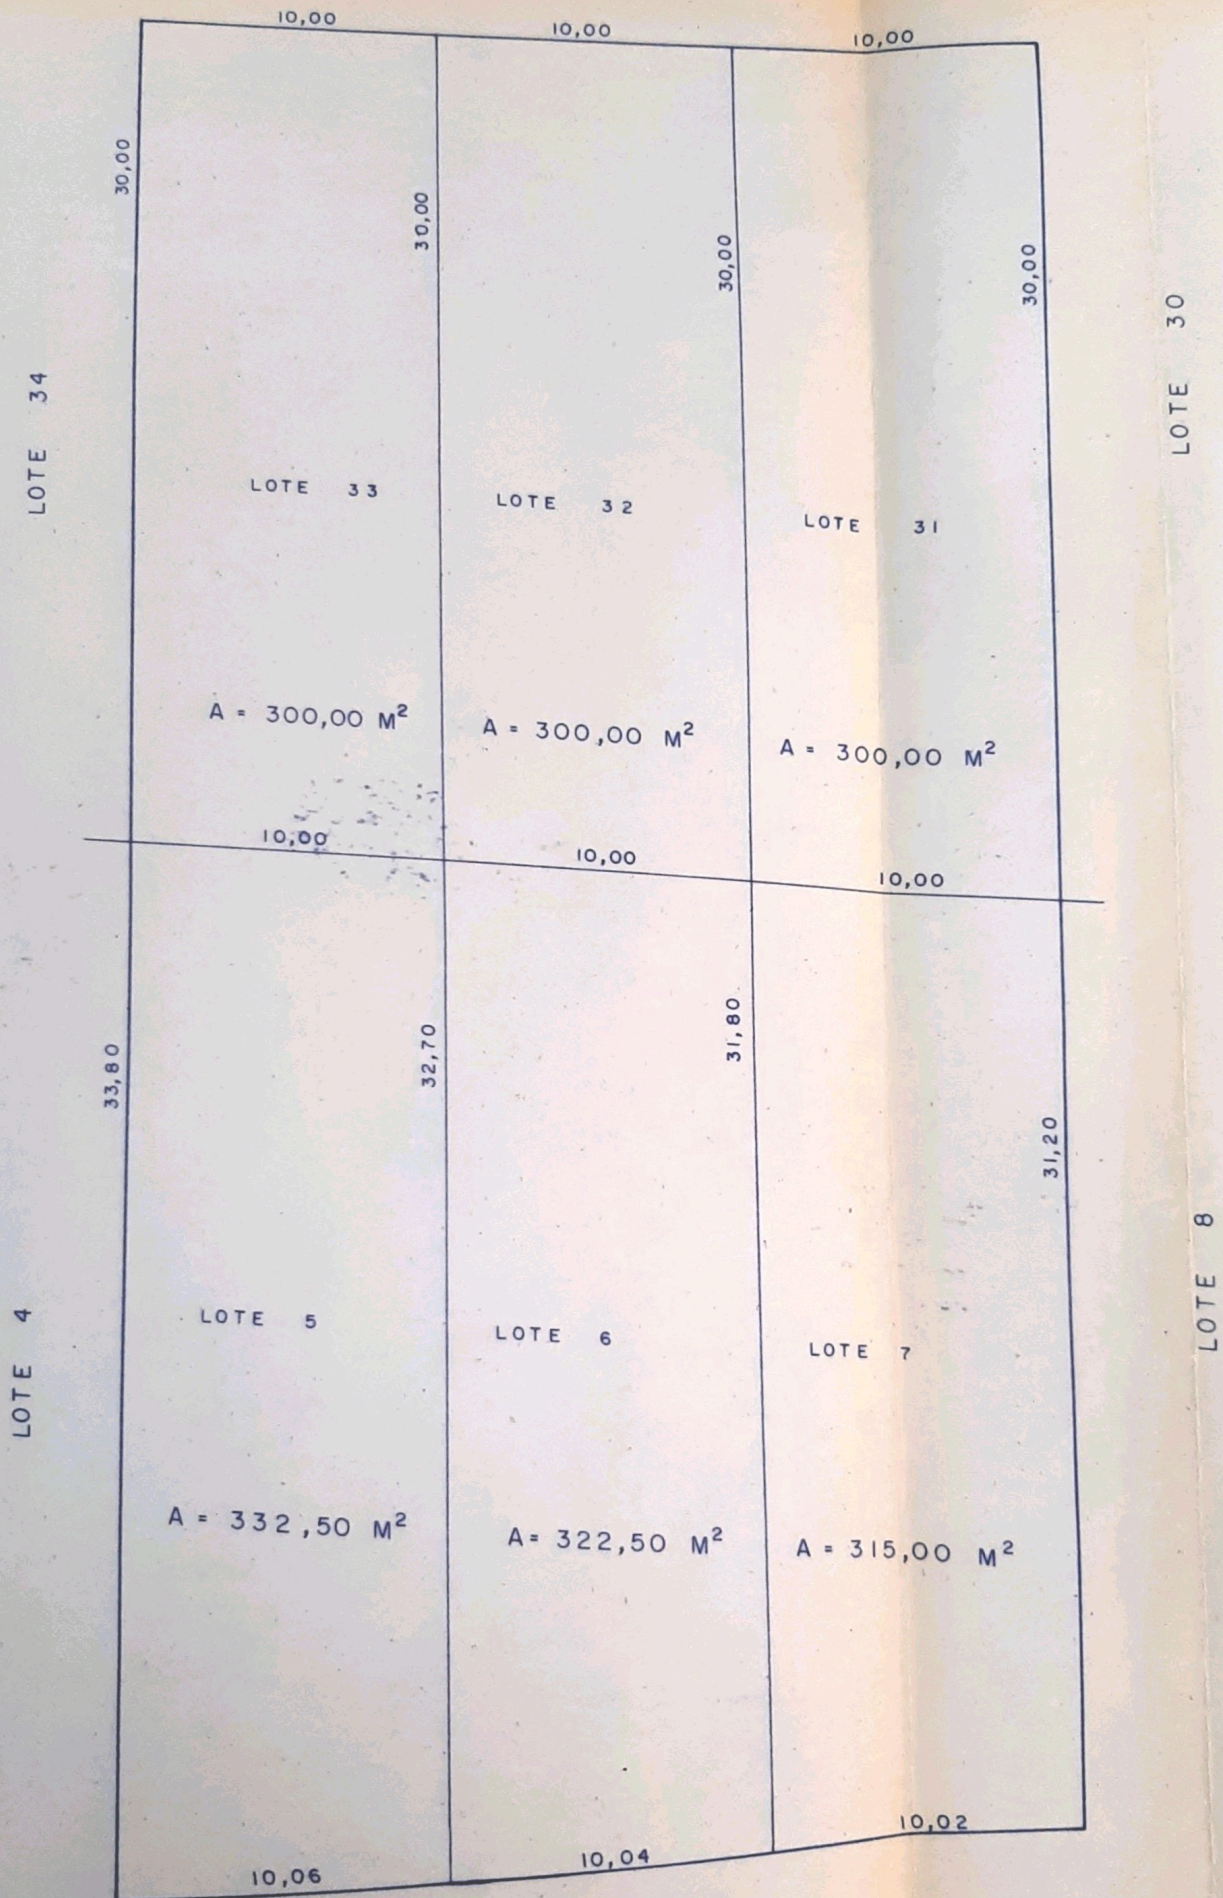 10,00
10,00
10,00
30,00
30,00
30,00
30,00
LOTE 34
LOTE 33
LOTE 32
LOTE 31
LOTE 30
A = 300,00 M²
A = 300,00 M²
A = 300,00 M²
10,00
10,00
10,00
33,80
32,70
31,80
31,20
LOTE 4
LOTE 5
LOTE 6
LOTE 7
LOTE 8
A = 332,50 M²
A = 322,50 M²
A = 315,00 M²
10,06
10,04
10,02